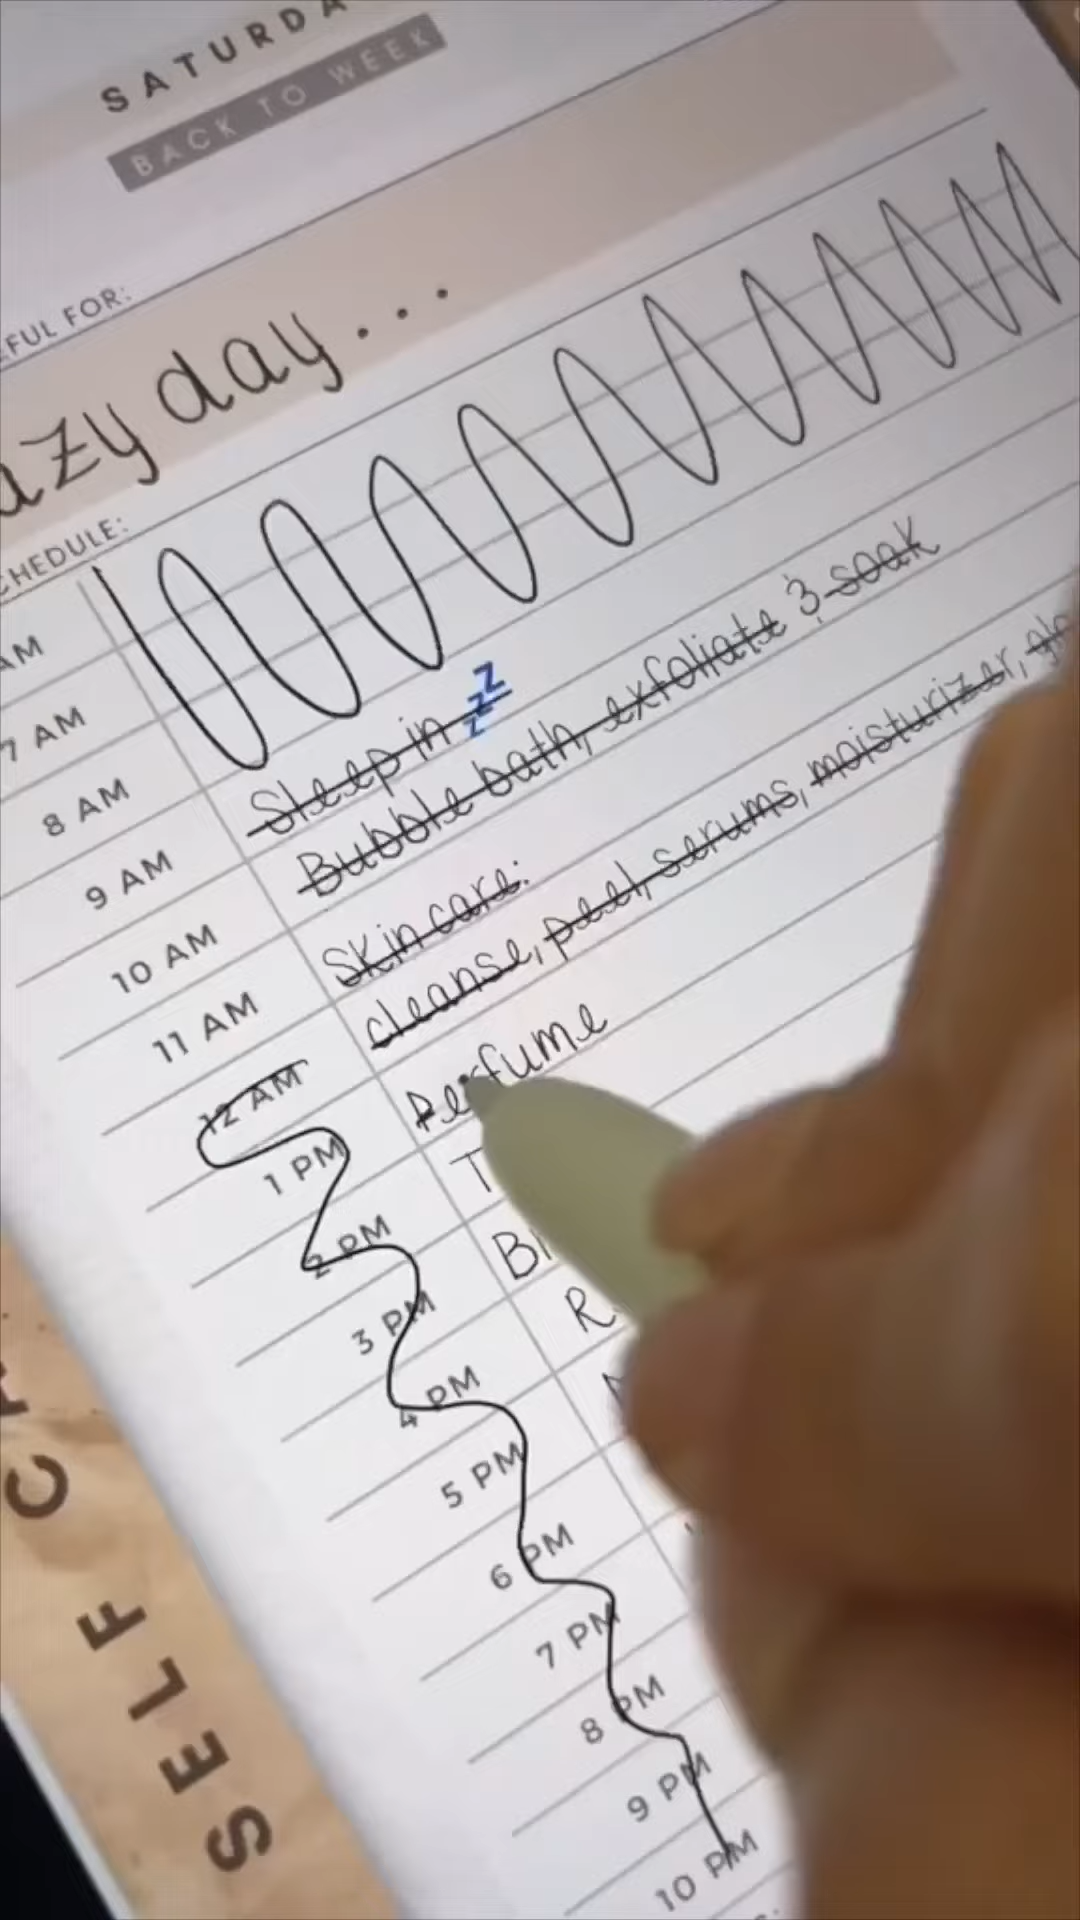 SATURDA
BACK TO WEEK
EFUL FOR:
azy day...
CHEDULE:
AM
7 AM
8 AM
Sleep in zzz
9 AM
Bubble bath, exfoliate & soak
10 AM
Skin care:
11 AM
cleanse, peel, serums, moisturizer,
12 AM
Perfume
1 PM
2 PM
3 PM
4 PM
5 PM
6 PM
7 PM
8 PM
9 PM
10 PM
SELF